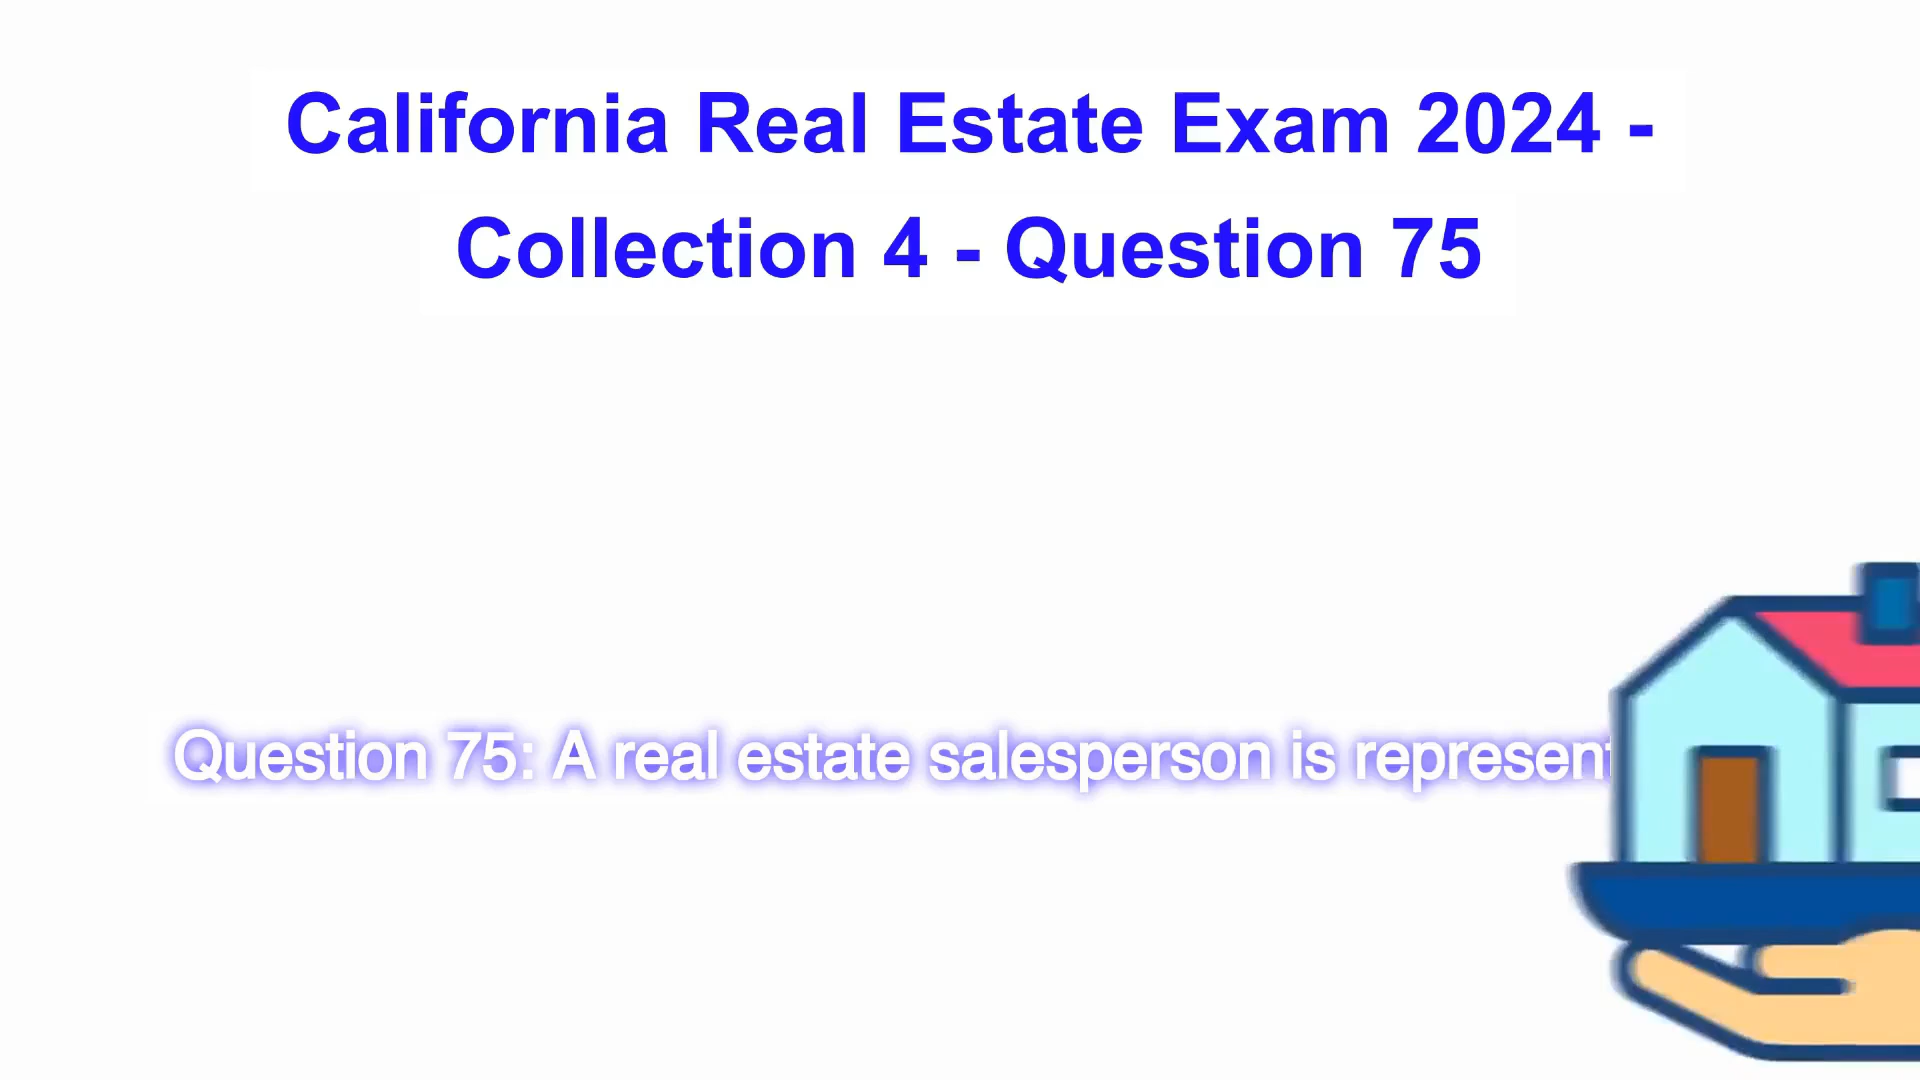 California Real Estate Exam 2024 -
Collection 4 - Question 75
Question 75: A real estate salesperson is represent